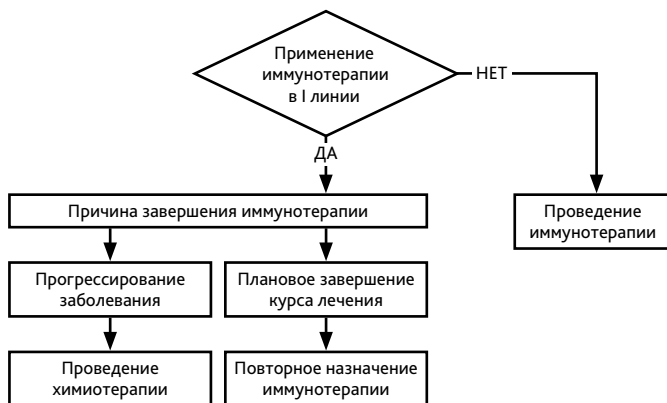 Применение
иммунотерапии
в I линии
НЕТ
ДА
Причина завершения иммунотерапии
Проведение
иммунотерапии
Прогрессирование
заболевания
Плановое завершение
курса лечения
Проведение
химиотерапии
Повторное назначение
иммунотерапии